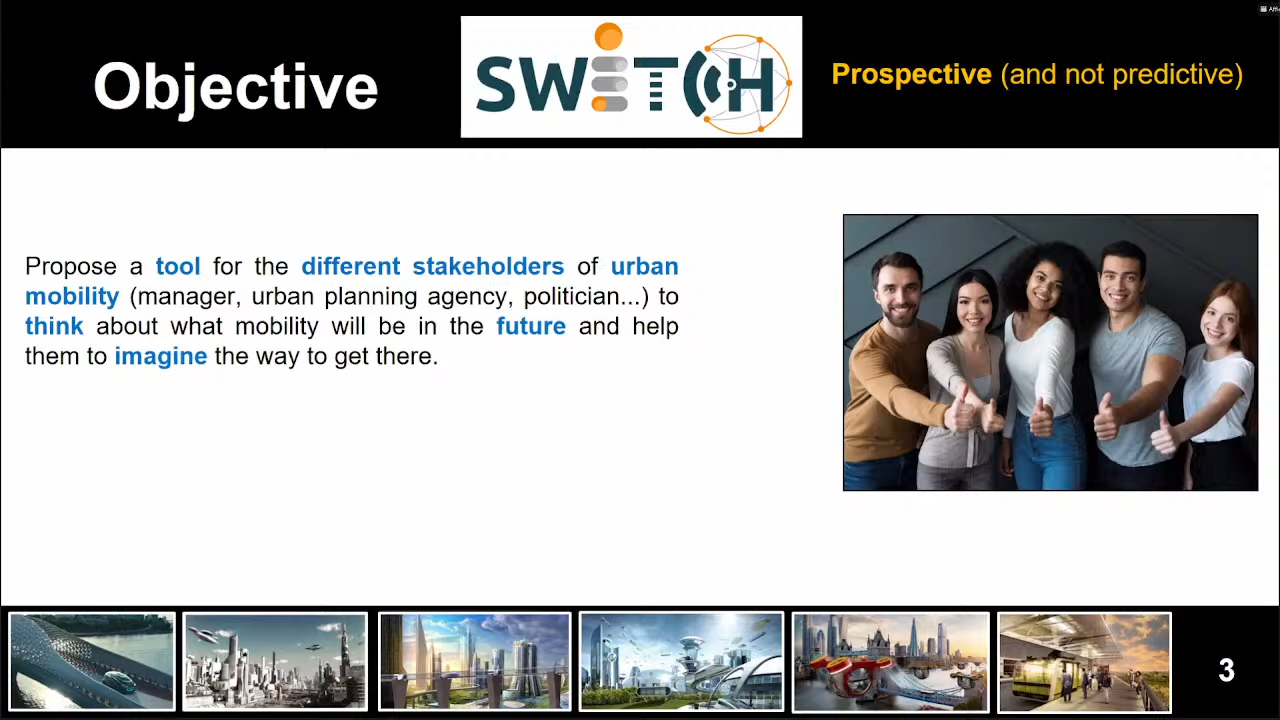 Objective
SWITCH
Prospective (and not predictive)
Propose a tool for the different stakeholders of urban
mobility (manager, urban planning agency, politician...) to
think about what mobility will be in the future and help
them to imagine the way to get there.
3